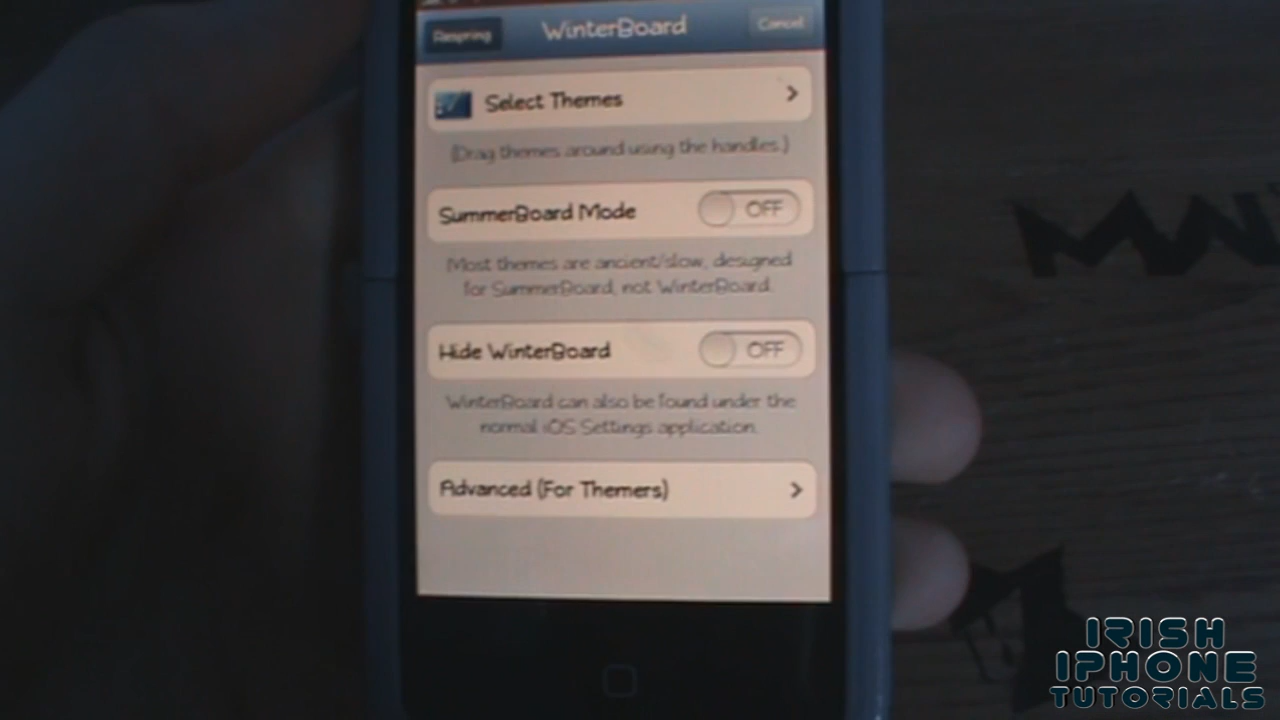 Respring
WinterBoard
Cancel
Select Themes
(Drag themes around using the handles.)
SummerBoard Mode
OFF
Most themes are ancient/slow, designed
for SummerBoard, not WinterBoard.
Hide WinterBoard
OFF
WinterBoard can also be found under the
normal iOS Settings application.
Advanced (For Themers)
IRISH
IPHONE
TUTORIALS